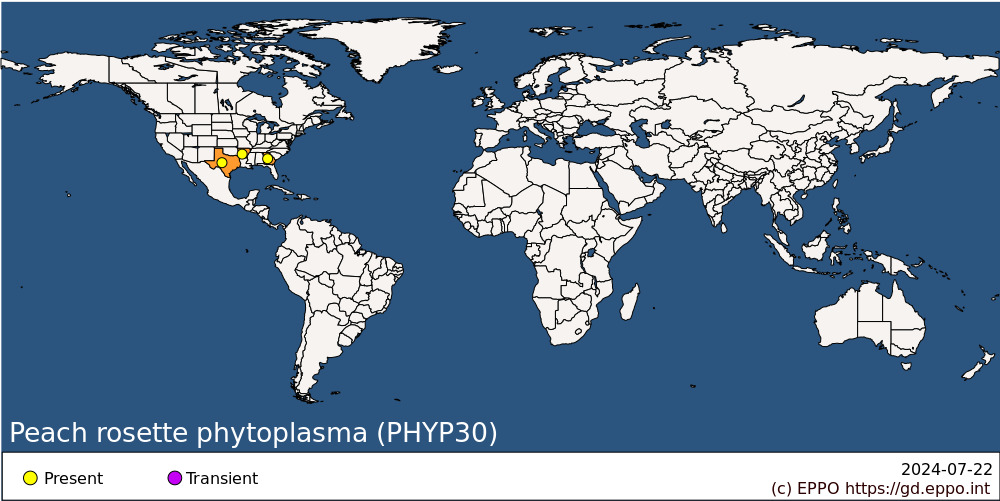 Peach rosette phytoplasma (PHYP30)
Present
Transient
2024-07-22
(c) EPPO https://gd.eppo.int